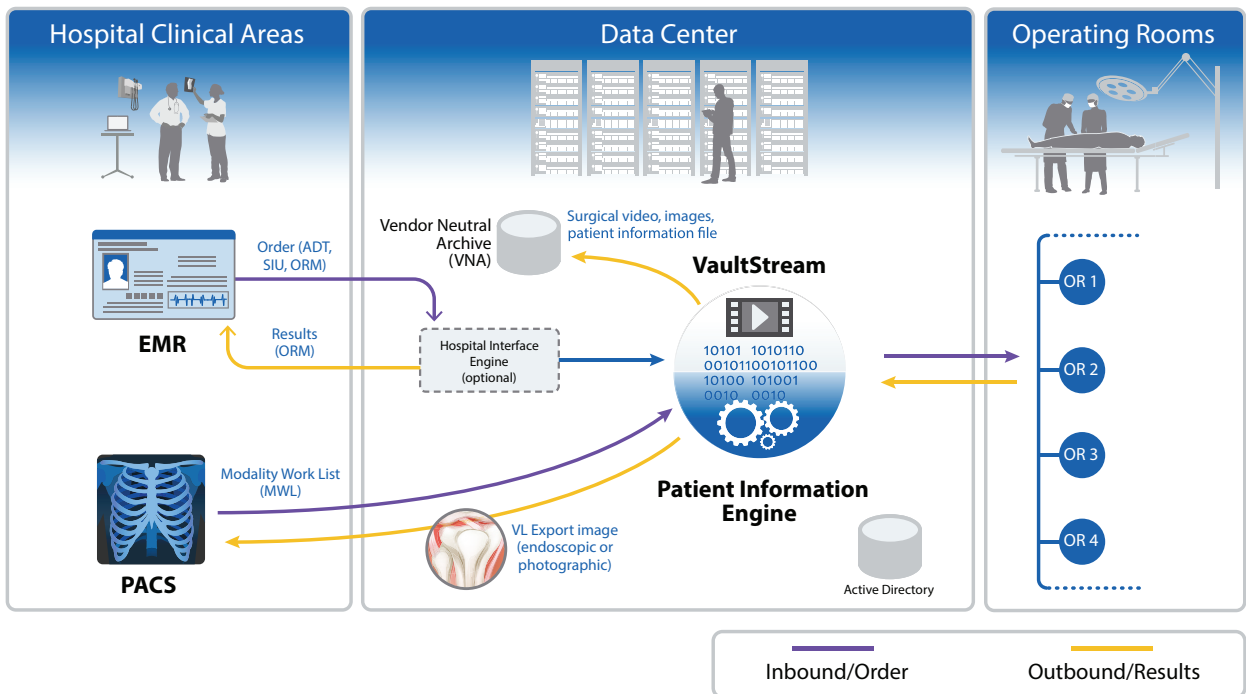 Hospital Clinical Areas
Data Center
Operating Rooms
Vendor Neutral
Archive
(VNA)
Surgical video, images,
patient information file
Order (ADT,
SIU, ORM)
VaultStream
EMR
Results
(ORM)
Hospital Interface
Engine
(optional)
10101 1010110
00101100101100
10100 101001
0010 0010
OR 1
OR 2
OR 3
OR 4
Modality Work List
(MWL)
PACS
VL Export image
(endoscopic or
photographic)
Patient Information
Engine
Active Directory
Inbound/Order
Outbound/Results